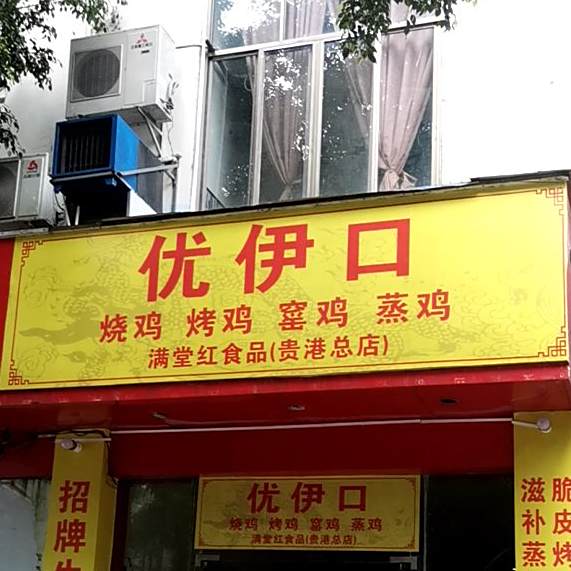 优伊口
烧鸡 烤鸡 窑鸡 蒸鸡
满堂红食品(贵港总店)
优伊口
烧鸡 烤鸡 窑鸡 蒸鸡
满堂红食品(贵港总店)
招牌
滋补蒸
脆皮烤